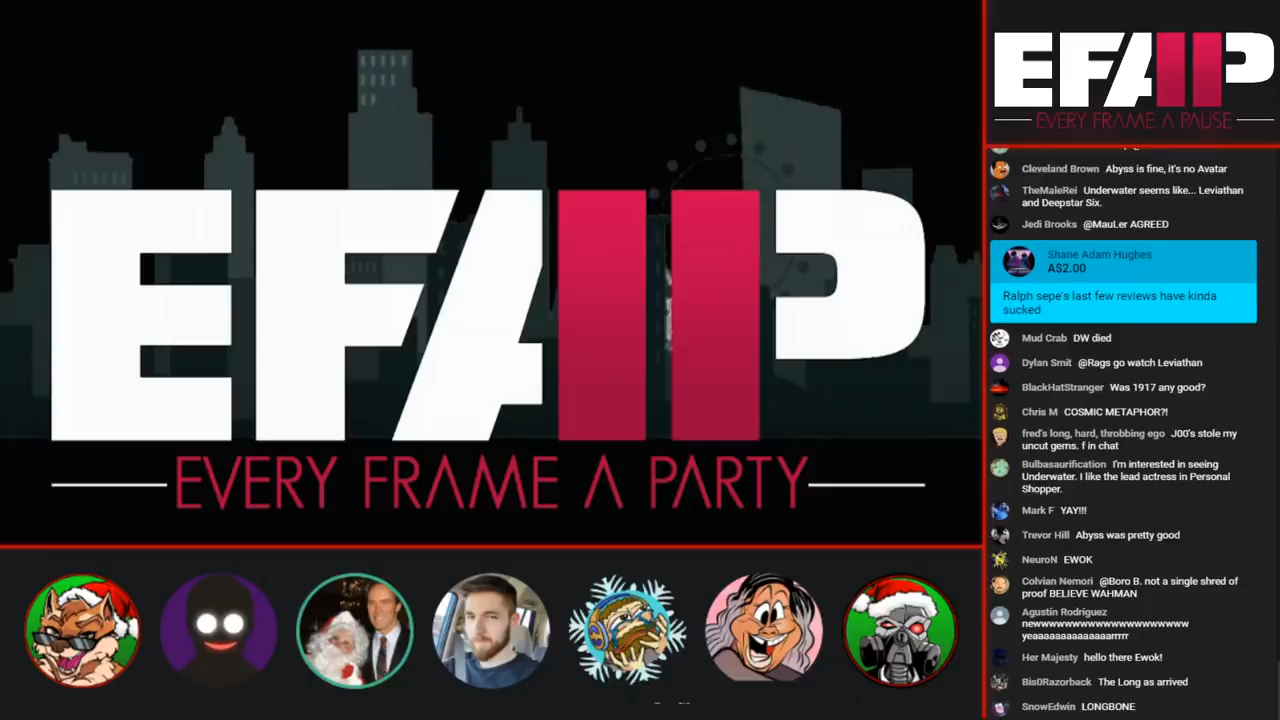 EFAP
EVERY FRAME A PARTY
EFAP
EVERY FRAME A PAUSE
Cleveland Brown Abyss is fine, it's no Avatar
TheMaleRei Underwater seems like... Leviathan
and Deepstar Six.
Jedi Brooks @MauLer AGREED
Shane Adam Hughes
A$2.00
Ralph sepe's last few reviews have kinda
sucked
Mud Crab DW died
Dylan Smit @Rags go watch Leviathan
BlackHatStranger Was 1917 any good?
Chris M COSMIC METAPHOR?!
fred's long, hard, throbbing ego J00's stole my
uncut gems. f in chat
Bulbasaurification I'm interested in seeing
Underwater. I like the lead actress in Personal
Shopper.
Mark F YAY!!!
Trevor Hill Abyss was pretty good
NeuroN EWOK
Colvian Nemori @Boro B. not a single shred of
proof BELIEVE WAHMAN
Agustín Rodríguez
newwwwwwwwwwwwwwwwwwwww
yeaaaaaaaaaaaaarrrrr
Her Majesty hello there Ewok!
Bis0Razorback The Long as arrived
SnowEdwin LONGBONE